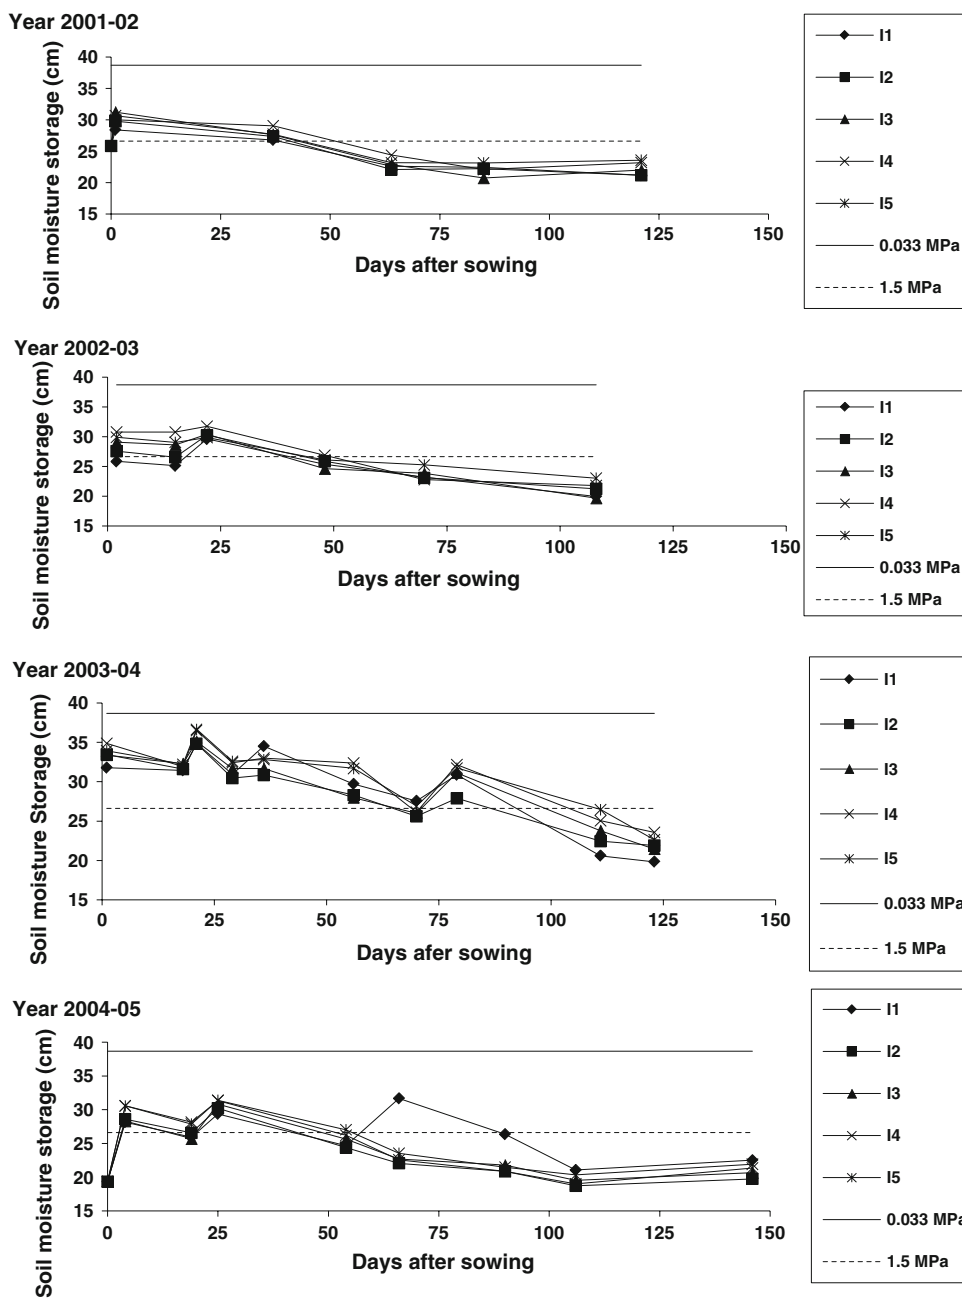 Year 2001-02
Soil moisture storage (cm)
40
35
30
25
20
15
0 25 50 75 100 125 150
Days after sowing
I1
I2
I3
I4
I5
0.033 MPa
1.5 MPa
Year 2002-03
Soil moisture storage (cm)
40
35
30
25
20
15
0 25 50 75 100 125 150
Days after sowing
I1
I2
I3
I4
I5
0.033 MPa
1.5 MPa
Year 2003-04
Soil moisture Storage (cm)
40
35
30
25
20
15
0 25 50 75 100 125 150
Days afer sowing
I1
I2
I3
I4
I5
0.033 MPa
1.5 MPa
Year 2004-05
Soil moisture storage (cm)
40
35
30
25
20
15
0 25 50 75 100 125 150
Days after sowing
I1
I2
I3
I4
I5
0.033 MPa
1.5 MPa